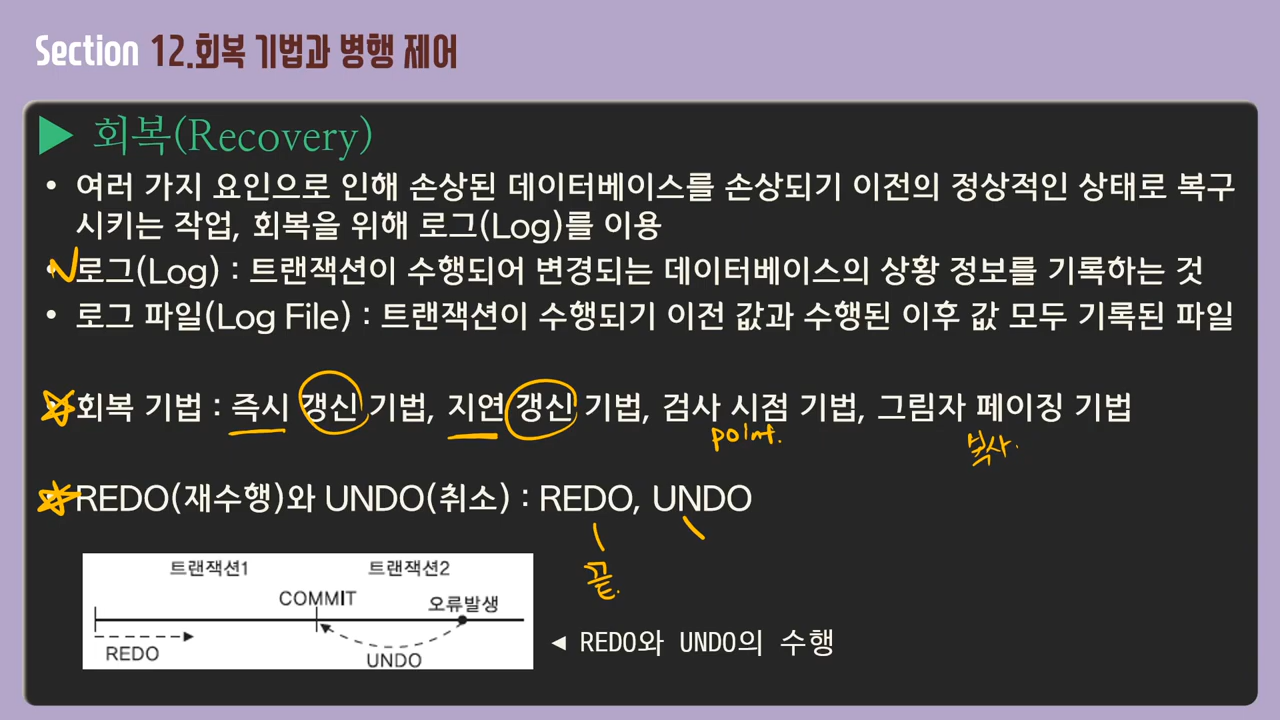 Section 12.회복 기법과 병행 제어
▶ 회복(Recovery)
• 여러 가지 요인으로 인해 손상된 데이터베이스를 손상되기 이전의 정상적인 상태로 복구
시키는 작업, 회복을 위해 로그(Log)를 이용
• 로그(Log) : 트랜잭션이 수행되어 변경되는 데이터베이스의 상황 정보를 기록하는 것
• 로그 파일(Log File) : 트랜잭션이 수행되기 이전 값과 수행된 이후 값 모두 기록된 파일
• 회복 기법 : 즉시 갱신 기법, 지연 갱신 기법, 검사 시점 기법, 그림자 페이징 기법
point.
복사.
• REDO(재수행)와 UNDO(취소) : REDO, UNDO
끝.
트랜잭션1 트랜잭션2
COMMIT 오류발생
REDO UNDO
◀ REDO와 UNDO의 수행